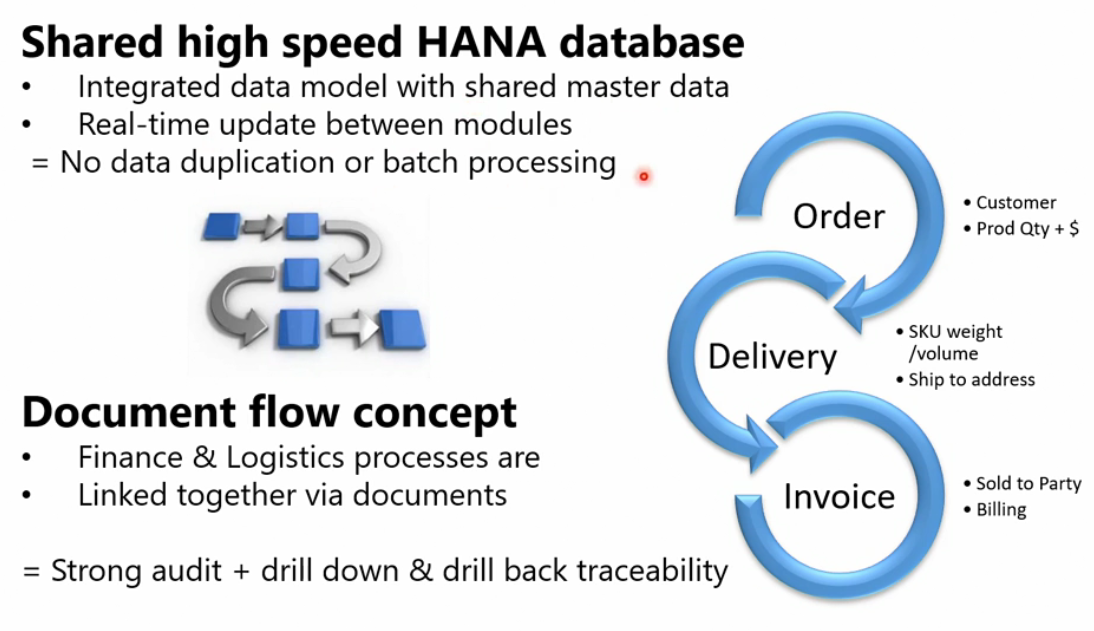 Shared high speed HANA database
• Integrated data model with shared master data
• Real-time update between modules
= No data duplication or batch processing
Order
• Customer
• Prod Qty + $
Delivery
• SKU weight
/volume
• Ship to address
Document flow concept
• Finance & Logistics processes are
• Linked together via documents
Invoice
• Sold to Party
• Billing
= Strong audit + drill down & drill back traceability